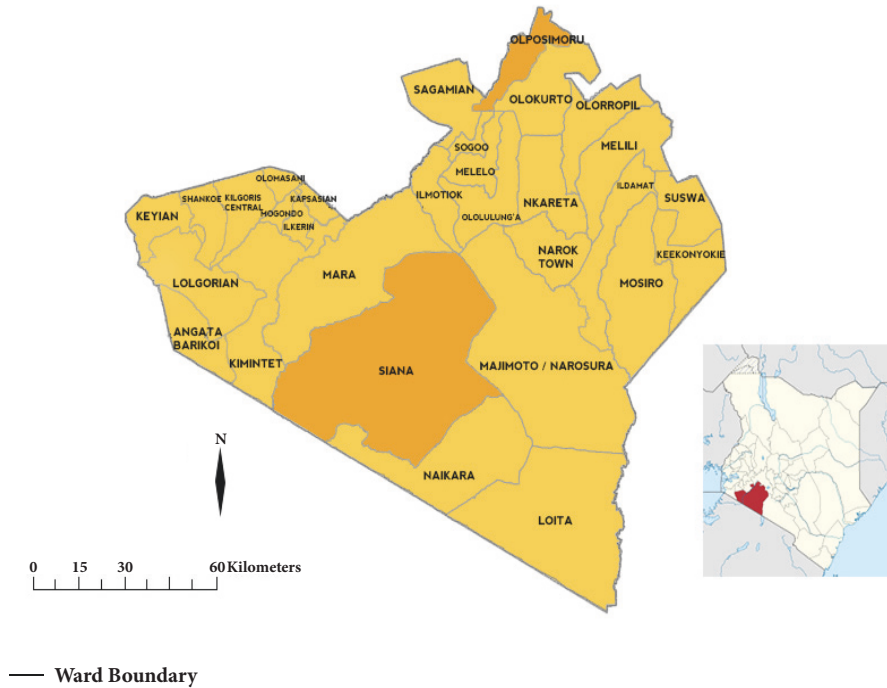 OLPOSIMORU
SAGAMIAN
OLOKURTO
OLORROPIL
SOGOO
MELILI
MELELO
OLOMASANI
ILDAMAT
SHANKOE
KILGORIS
CENTRAL
KAPSASIAN
ILMOTIOK
NKARETA
SUSWA
KEYIAN
MOGONDO
OLOLULUNG'A
ILKERIN
NAROK
TOWN
KEEKONYOKIE
MARA
LOLGORIAN
MOSIRO
ANGATA
BARIKOI
KIMINTET
SIANA
MAJIMOTO / NAROSURA
N
NAIKARA
LOITA
0 15 30 60 Kilometers
Ward Boundary